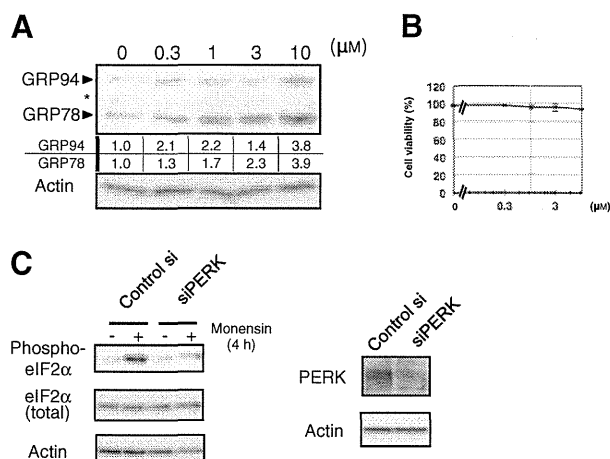 A
0 0.3 1 3 10 (μM)
GRP94
*
GRP78
GRP94 1.0 2.1 2.2 1.4 3.8
GRP78 1.0 1.3 1.7 2.3 3.9
Actin
B
Cell viability (%)
120
100
80
60
40
20
0
0 0.3 3 (μM)
C
Control si siPERK
- + - + Monensin
(4 h)
Phospho-
eIF2α
eIF2α
(total)
Actin
Control si siPERK
PERK
Actin